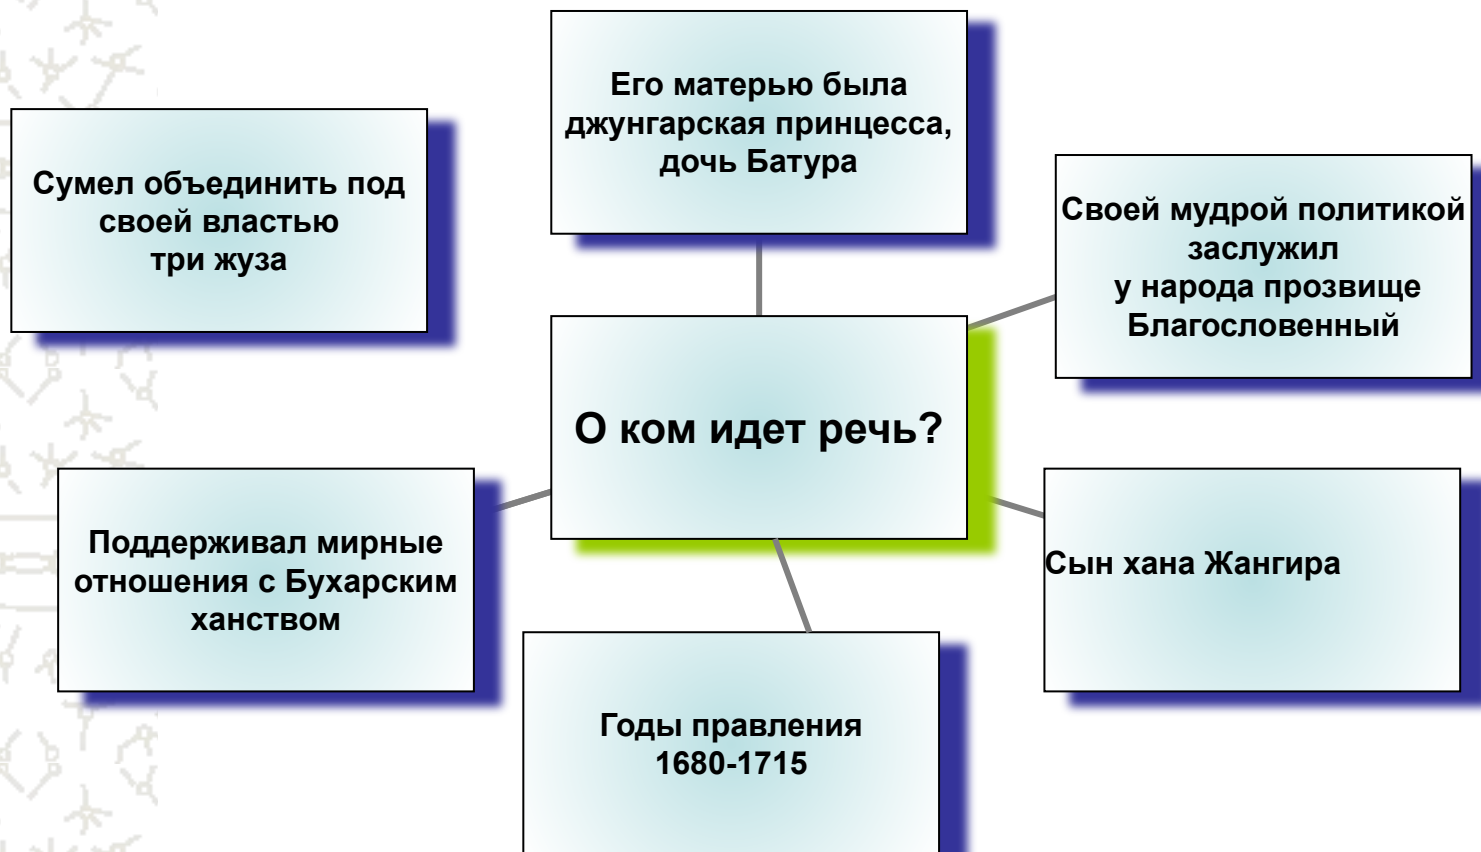 Его матерью была
джунгарская принцесса,
дочь Батура
Сумел объединить под
своей властью
три жуза
Своей мудрой политикой
заслужил
у народа прозвище
Благословенный
О ком идет речь?
Поддерживал мирные
отношения с Бухарским
ханством
Сын хана Жангира
Годы правления
1680-1715